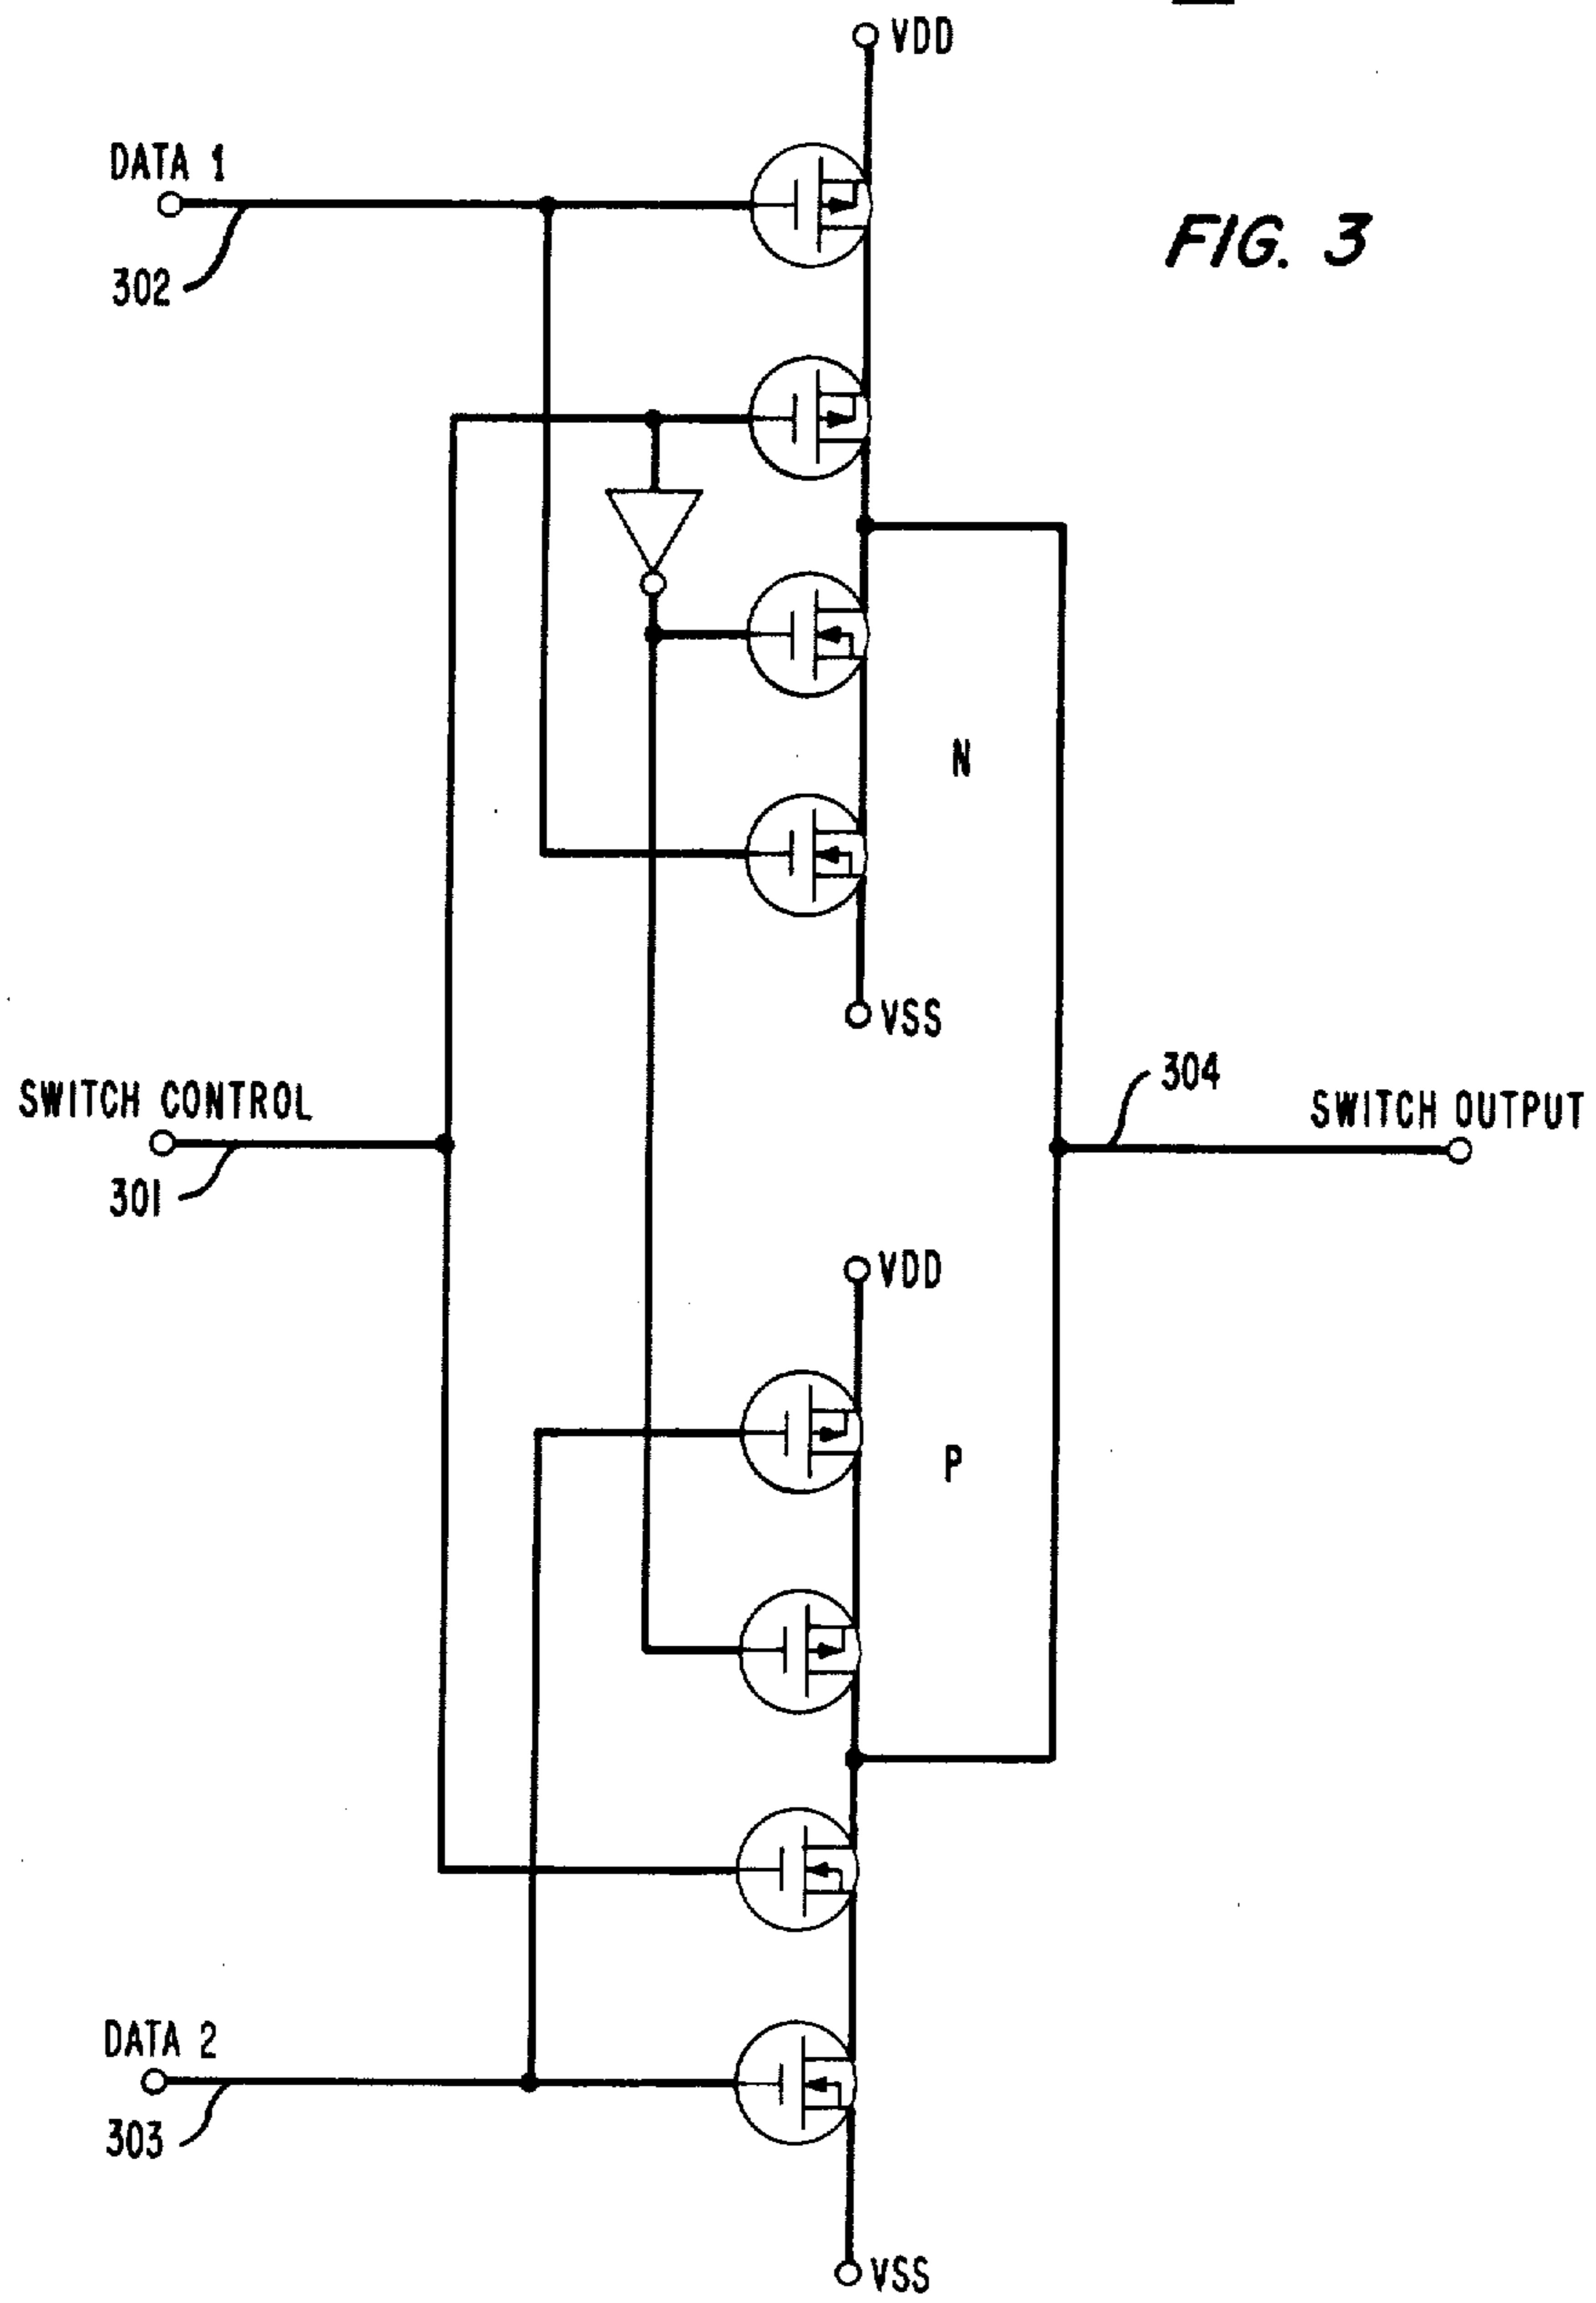 VDD
DATA 1
302
FIG. 3
N
VSS
304
SWITCH CONTROL
SWITCH OUTPUT
301
VDD
P
DATA 2
303
VSS